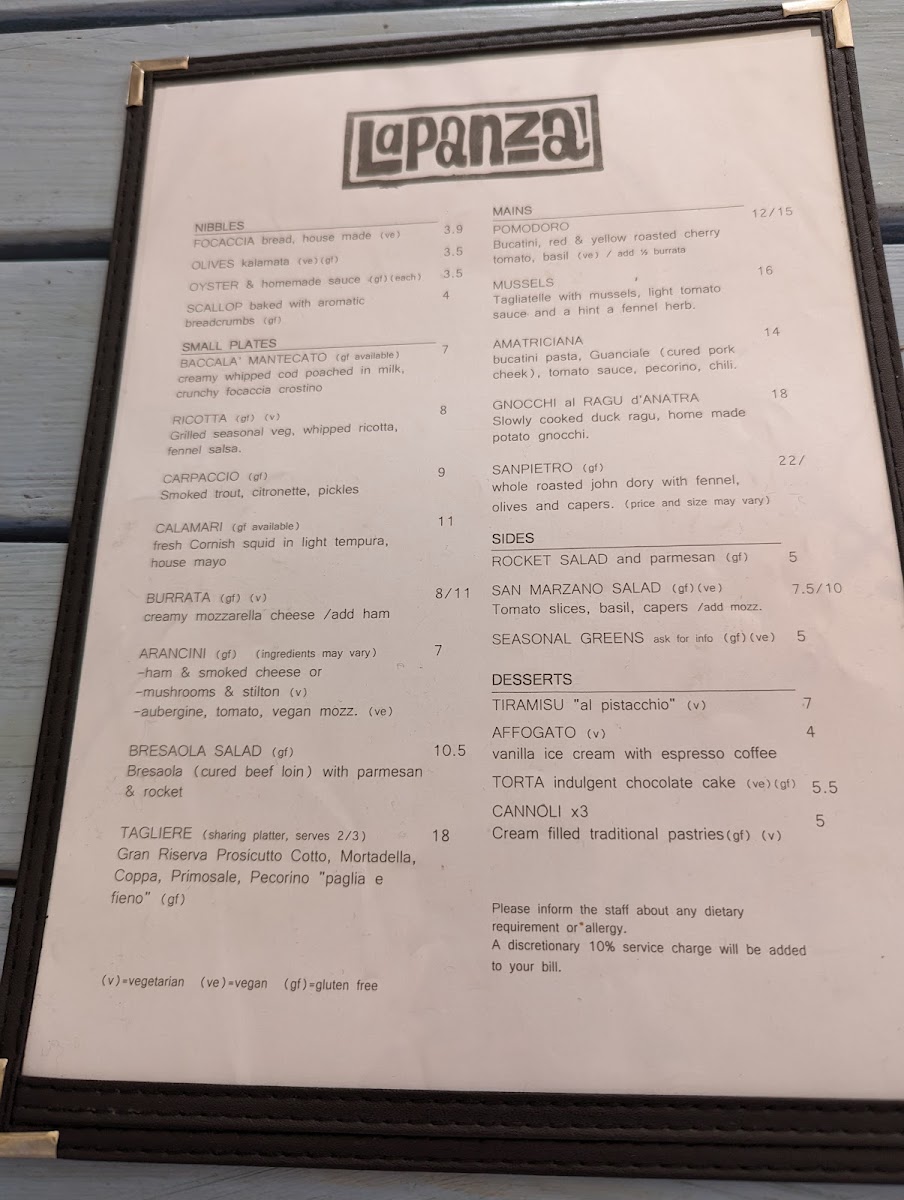 LaPanza!
NIBBLES
FOCACCIA bread, house made (ve) 3.9
OLIVES kalamata (ve)(gf) 3.5
OYSTER & homemade sauce (gf)(each) 3.5
SCALLOP baked with aromatic 4
breadcrumbs (gf)
SMALL PLATES
BACCALA' MANTECATO (gf available) 7
creamy whipped cod poached in milk,
crunchy focaccia crostino
RICOTTA (gf) (v) 8
Grilled seasonal veg, whipped ricotta,
fennel salsa.
CARPACCIO (gf) 9
Smoked trout, citronette, pickles
CALAMARI (gf available) 11
fresh Cornish squid in light tempura,
house mayo
BURRATA (gf) (v) 8/11
creamy mozzarella cheese /add ham
ARANCINI (gf) (ingredients may vary) 7
-ham & smoked cheese or
-mushrooms & stilton (v)
-aubergine, tomato, vegan mozz. (ve)
BRESAOLA SALAD (gf) 10.5
Bresaola (cured beef loin) with parmesan
& rocket
TAGLIERE (sharing platter, serves 2/3) 18
Gran Riserva Prosicutto Cotto, Mortadella,
Coppa, Primosale, Pecorino "paglia e
fieno" (gf)
(v)=vegetarian (ve)=vegan (gf)=gluten free
MAINS
POMODORO 12/15
Bucatini, red & yellow roasted cherry
tomato, basil (ve) / add ½ burrata
MUSSELS 16
Tagliatelle with mussels, light tomato
sauce and a hint a fennel herb.
AMATRICIANA 14
bucatini pasta, Guanciale (cured pork
cheek), tomato sauce, pecorino, chili.
GNOCCHI al RAGU d'ANATRA 18
Slowly cooked duck ragu, home made
potato gnocchi.
SANPIETRO (gf) 22/
whole roasted john dory with fennel,
olives and capers. (price and size may vary)
SIDES
ROCKET SALAD and parmesan (gf) 5
SAN MARZANO SALAD (gf)(ve) 7.5/10
Tomato slices, basil, capers /add mozz.
SEASONAL GREENS ask for info (gf)(ve) 5
DESSERTS
TIRAMISU "al pistacchio" (v) 7
AFFOGATO (v) 4
vanilla ice cream with espresso coffee
TORTA indulgent chocolate cake (ve)(gf) 5.5
CANNOLI x3 5
Cream filled traditional pastries(gf) (v)
Please inform the staff about any dietary
requirement or allergy.
A discretionary 10% service charge will be added
to your bill.